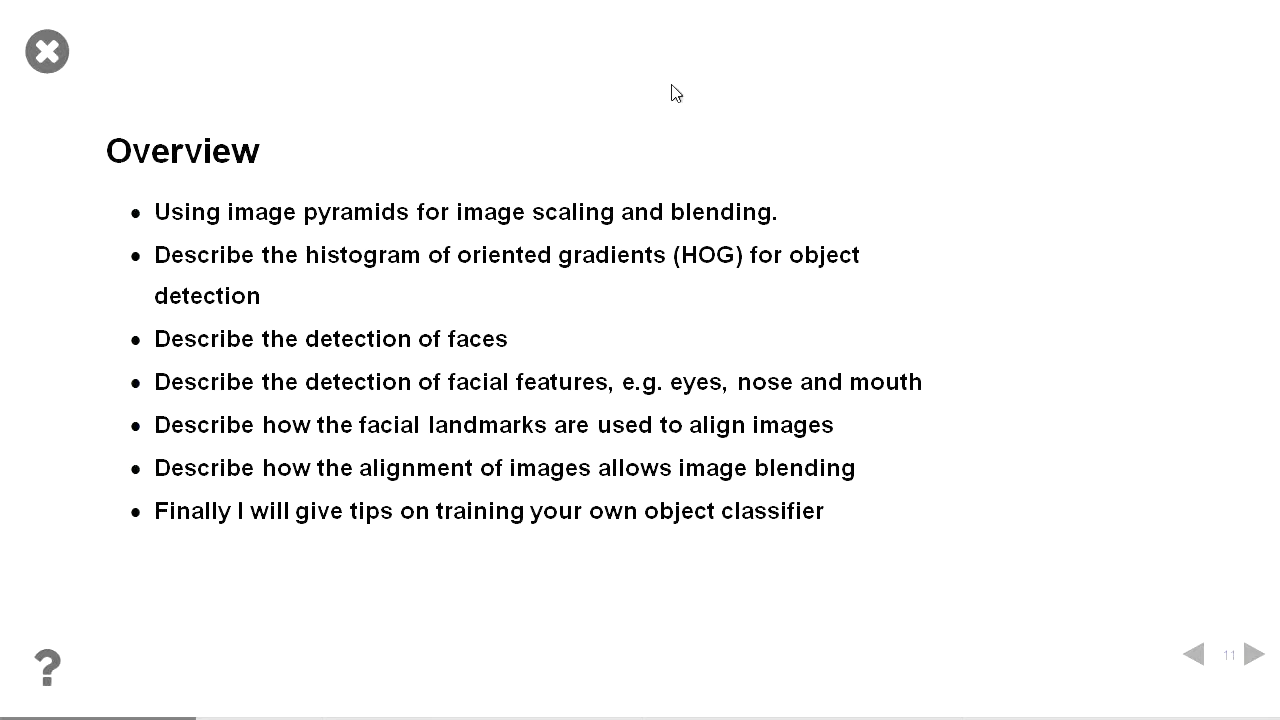 Overview
Using image pyramids for image scaling and blending.
Describe the histogram of oriented gradients (HOG) for object
detection
Describe the detection of faces
Describe the detection of facial features, e.g. eyes, nose and mouth
Describe how the facial landmarks are used to align images
Describe how the alignment of images allows image blending
Finally I will give tips on training your own object classifier
?
11